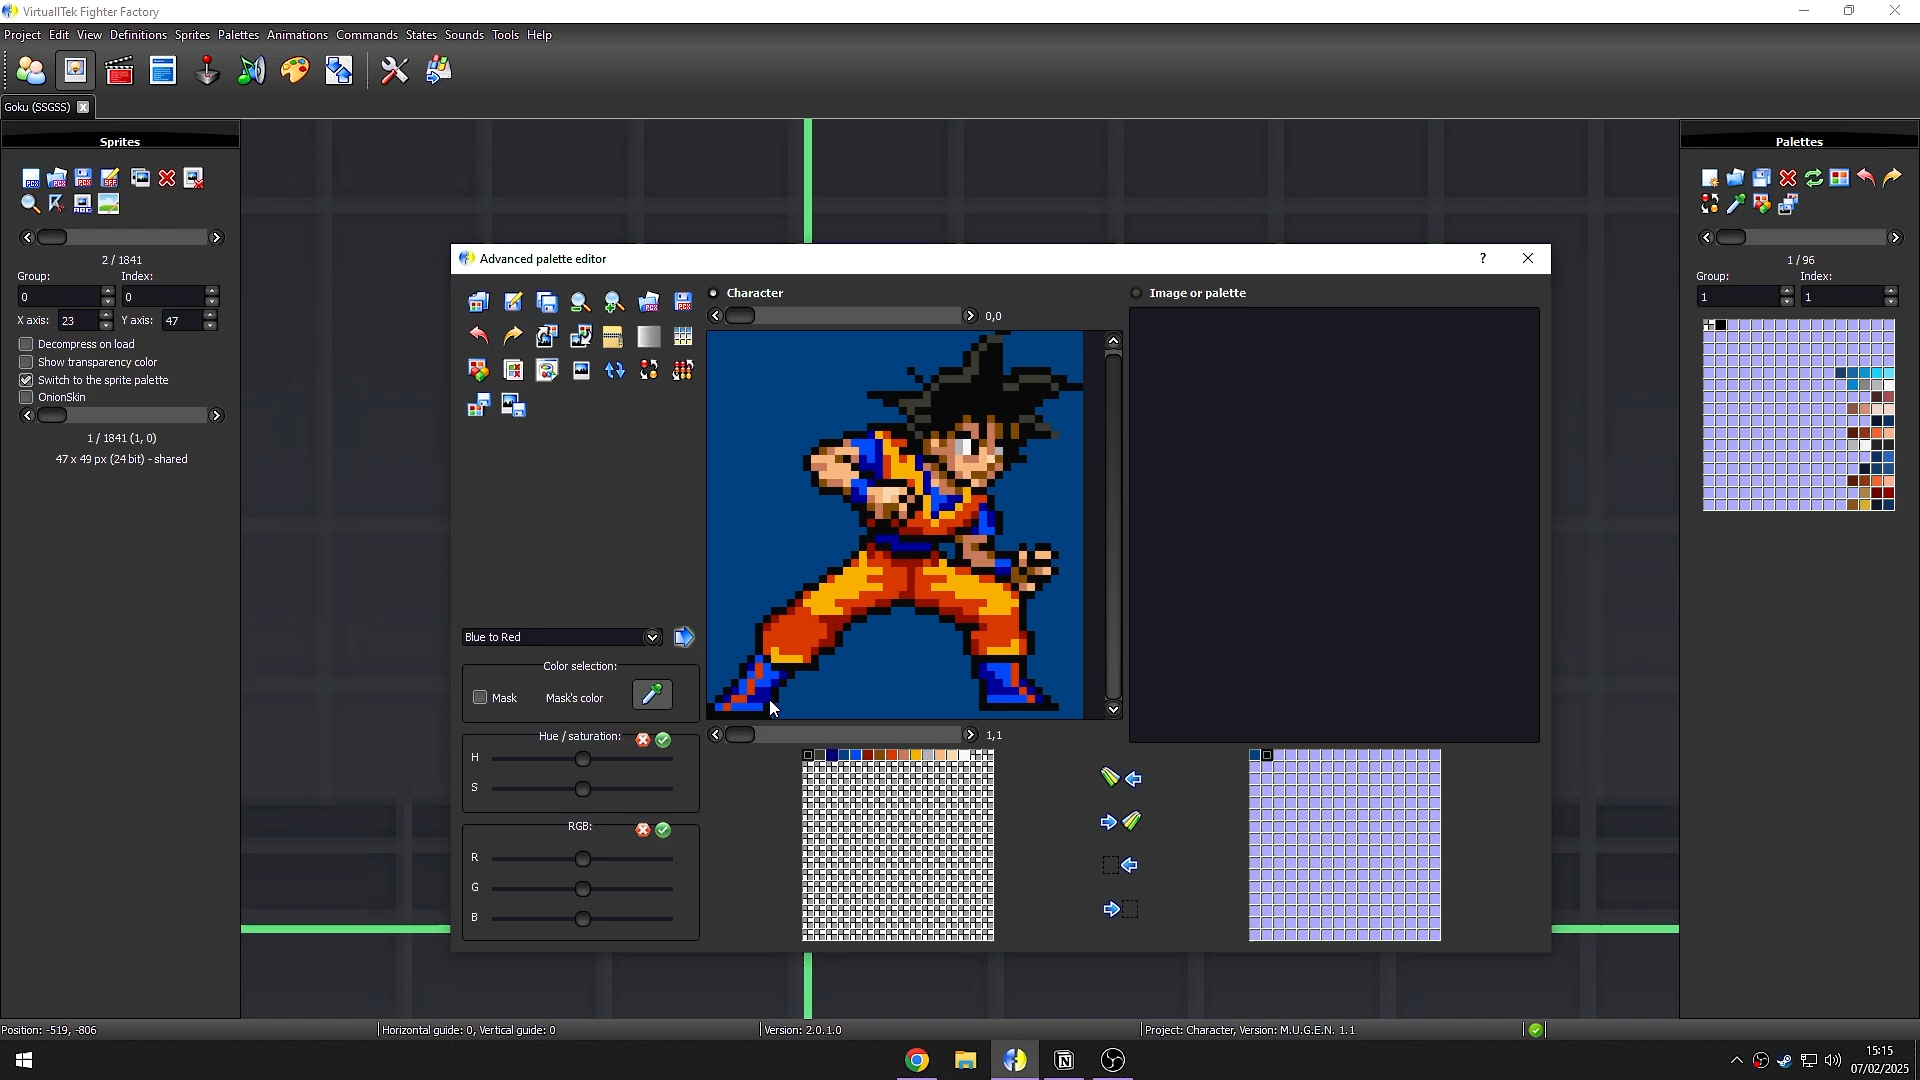 VirtuallTek Fighter Factory
Project Edit View Definitions Sprites Palettes Animations Commands States Sounds Tools Help
Goku (SSGSS)
Sprites
2 / 1841
Group: Index:
0 0
X axis: 23 Y axis: 47
Decompress on load
Show transparency color
Switch to the sprite palette
OnionSkin
1 / 1841 (1, 0)
47 x 49 px (24 bit) - shared
Advanced palette editor
?
Character
0,0
Image or palette
Blue to Red
Color selection:
Mask Mask's color
Hue / saturation:
H
S
RGB:
R
G
B
1,1
Palettes
1 / 96
Group: Index:
1 1
Position: -519, -806
Horizontal guide: 0, Vertical guide: 0
Version: 2.0.1.0
Project: Character, Version: M.U.G.E.N. 1.1
15:15
07/02/2025